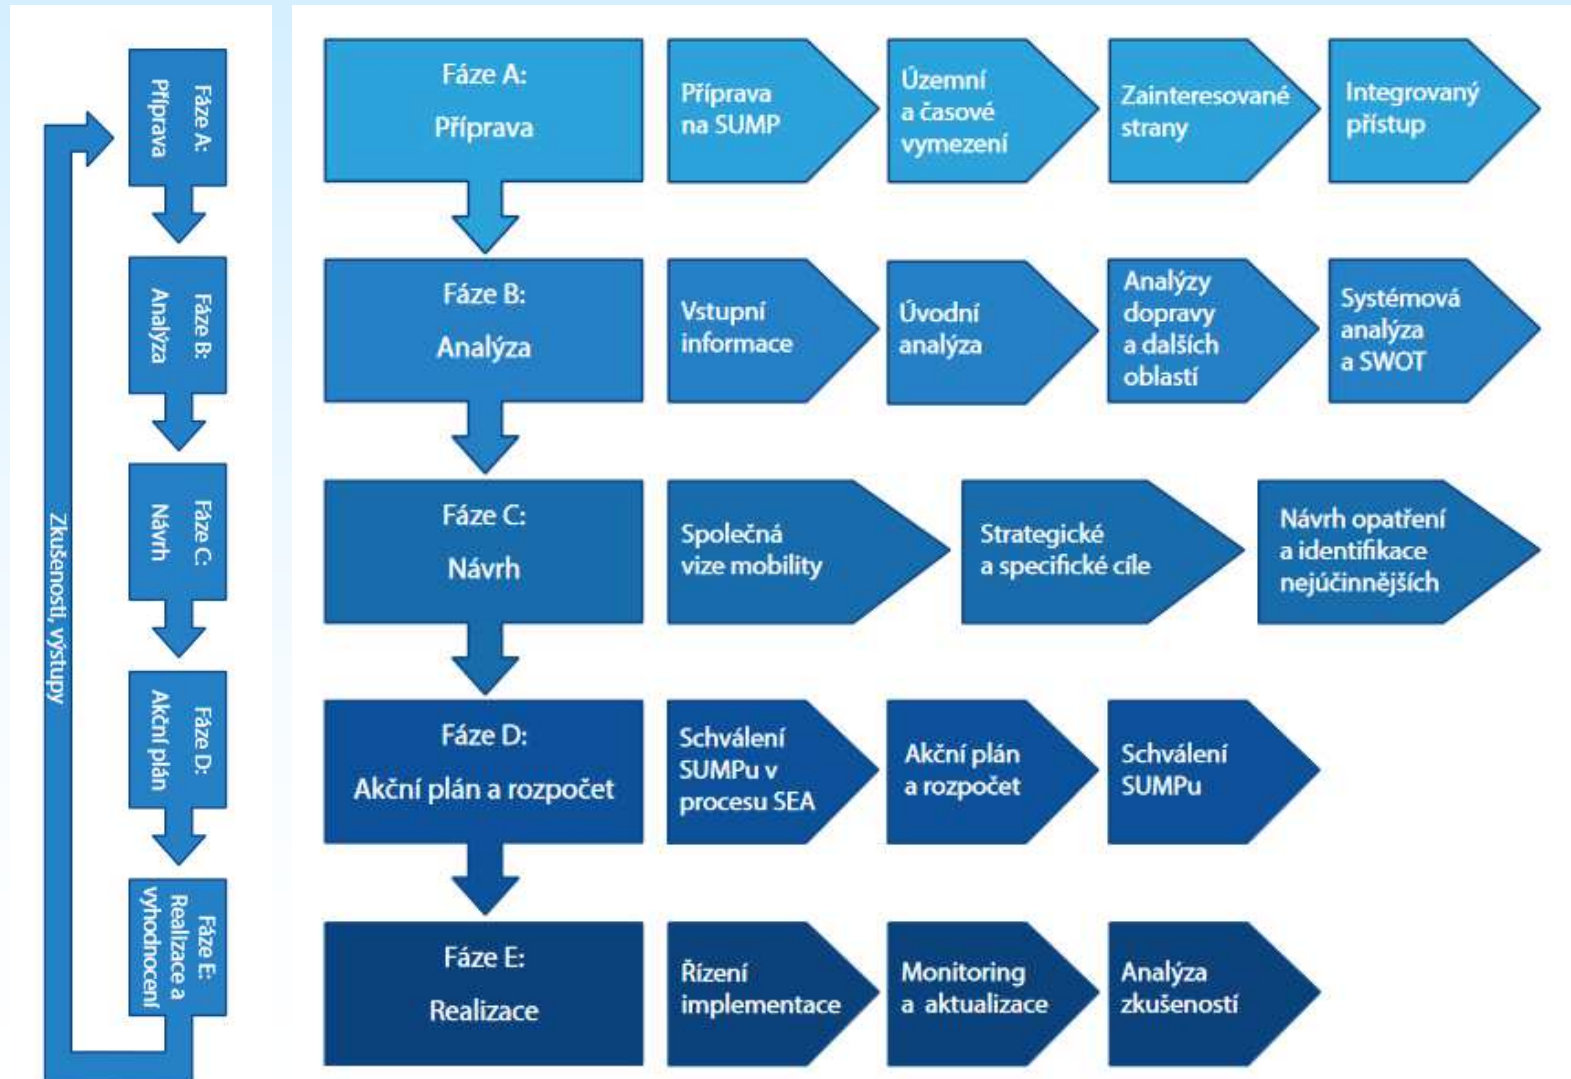 Fáze A:
Příprava
Fáze B:
Analýza
Fáze C:
Návrh
Fáze D:
Akční plán
Fáze E:
Realizace a
vyhodnocení
Zkušenosti, výstupy
Fáze A:
Příprava
Příprava
na SUMP
Územní
a časové
vymezení
Zainteresované
strany
Integrovaný
přístup
Fáze B:
Analýza
Vstupní
informace
Úvodní
analýza
Analýzy
dopravy
a dalších
oblastí
Systémová
analýza
a SWOT
Fáze C:
Návrh
Společná
vize mobility
Strategické
a specifické cíle
Návrh opatření
a identifikace
nejúčinnějších
Fáze D:
Akční plán a rozpočet
Schválení
SUMPu v
procesu SEA
Akční plán
a rozpočet
Schválení
SUMPu
Fáze E:
Realizace
Řízení
implementace
Monitoring
a aktualizace
Analýza
zkušeností